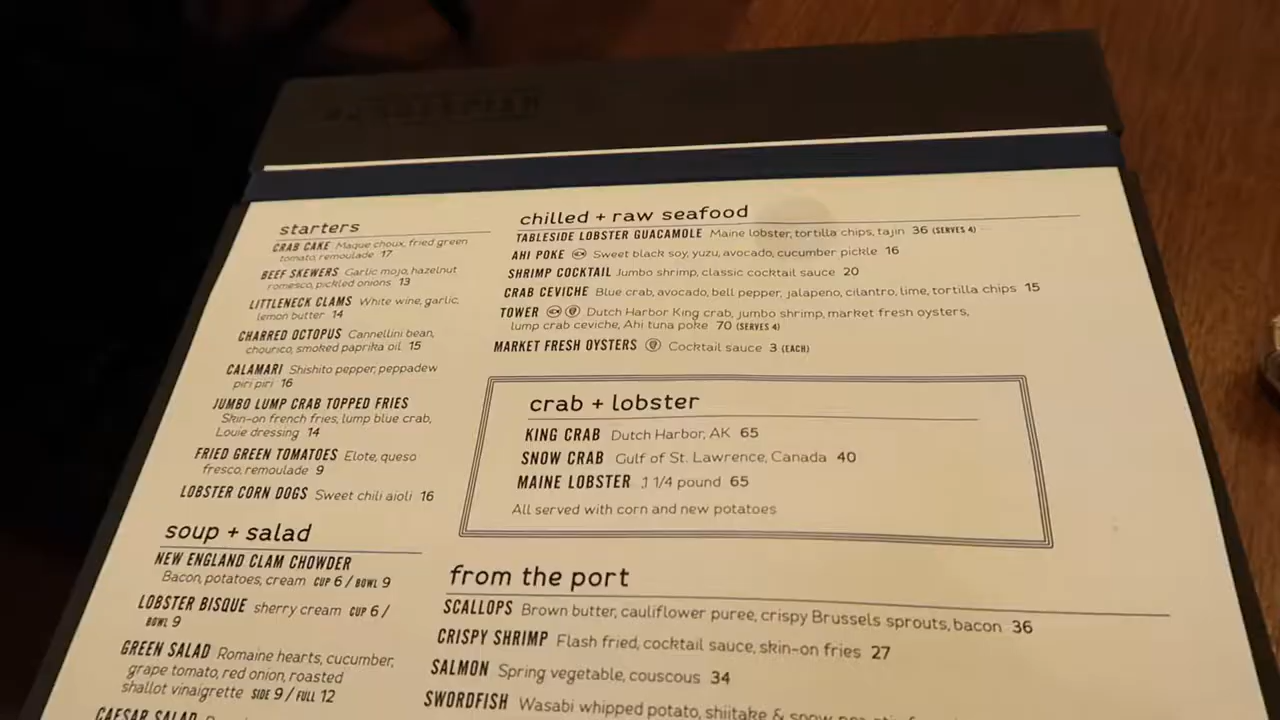 starters
CRAB CAKE Maque choux, fried green
tomato, remoulade 17
BEEF SKEWERS Garlic mojo, hazelnut
romesco, pickled onions 13
LITTLENECK CLAMS White wine, garlic,
lemon butter 14
CHARRED OCTOPUS Cannellini bean,
chourico, smoked paprika oil 15
CALAMARI Shishito pepper, peppadew
piri piri 16
JUMBO LUMP CRAB TOPPED FRIES
Skin-on french fries, lump blue crab,
Louie dressing 14
FRIED GREEN TOMATOES Elote, queso
fresco, remoulade 9
LOBSTER CORN DOGS Sweet chili aioli 16
soup + salad
NEW ENGLAND CLAM CHOWDER
Bacon, potatoes, cream CUP 6 / BOWL 9
LOBSTER BISQUE sherry cream CUP 6 /
BOWL 9
GREEN SALAD Romaine hearts, cucumber,
grape tomato, red onion, roasted
shallot vinaigrette SIDE 9 / FULL 12
CAESAR SALAD
chilled + raw seafood
TABLESIDE LOBSTER GUACAMOLE Maine lobster, tortilla chips, tajin 36 (SERVES 4)
AHI POKE Sweet black soy, yuzu, avocado, cucumber pickle 16
SHRIMP COCKTAIL Jumbo shrimp, classic cocktail sauce 20
CRAB CEVICHE Blue crab, avocado, bell pepper, jalapeno, cilantro, lime, tortilla chips 15
TOWER Dutch Harbor King crab, jumbo shrimp, market fresh oysters,
lump crab ceviche, Ahi tuna poke 70 (SERVES 4)
MARKET FRESH OYSTERS Cocktail sauce 3 (EACH)
crab + lobster
KING CRAB Dutch Harbor, AK 65
SNOW CRAB Gulf of St. Lawrence, Canada 40
MAINE LOBSTER 1 1/4 pound 65
All served with corn and new potatoes
from the port
SCALLOPS Brown butter, cauliflower puree, crispy Brussels sprouts, bacon 36
CRISPY SHRIMP Flash fried, cocktail sauce, skin-on fries 27
SALMON Spring vegetable, couscous 34
SWORDFISH Wasabi whipped potato, shiitake & snow